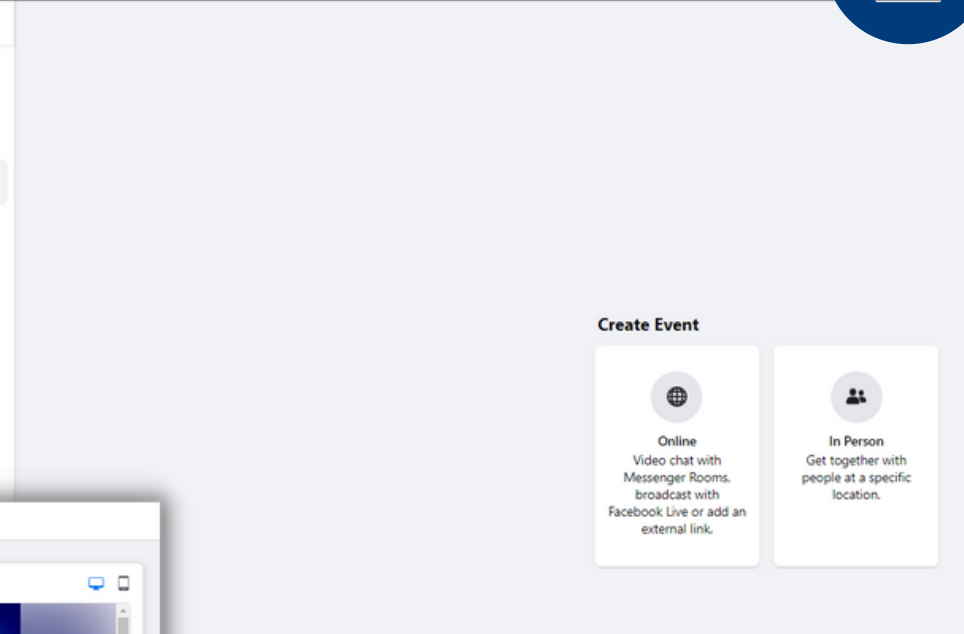 Create Event
Online
Video chat with
Messenger Rooms,
broadcast with
Facebook Live or add an
external link.
In Person
Get together with
people at a specific
location.